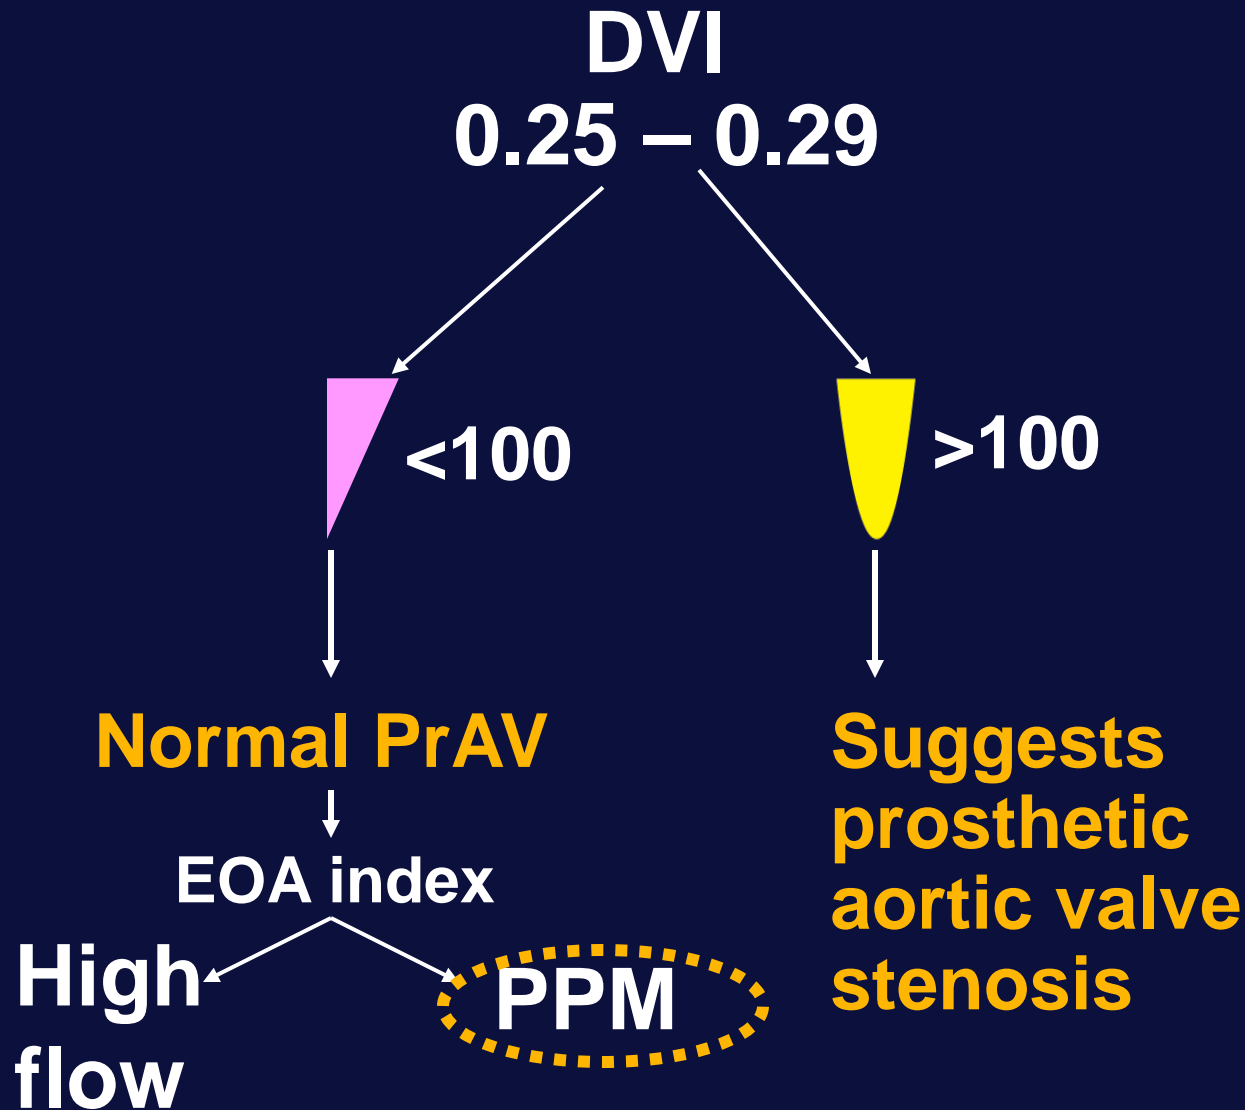 DVI
0.25 – 0.29
<100
>100
Normal PrAV
EOA index
High
flow
PPM
Suggests
prosthetic
aortic valve
stenosis